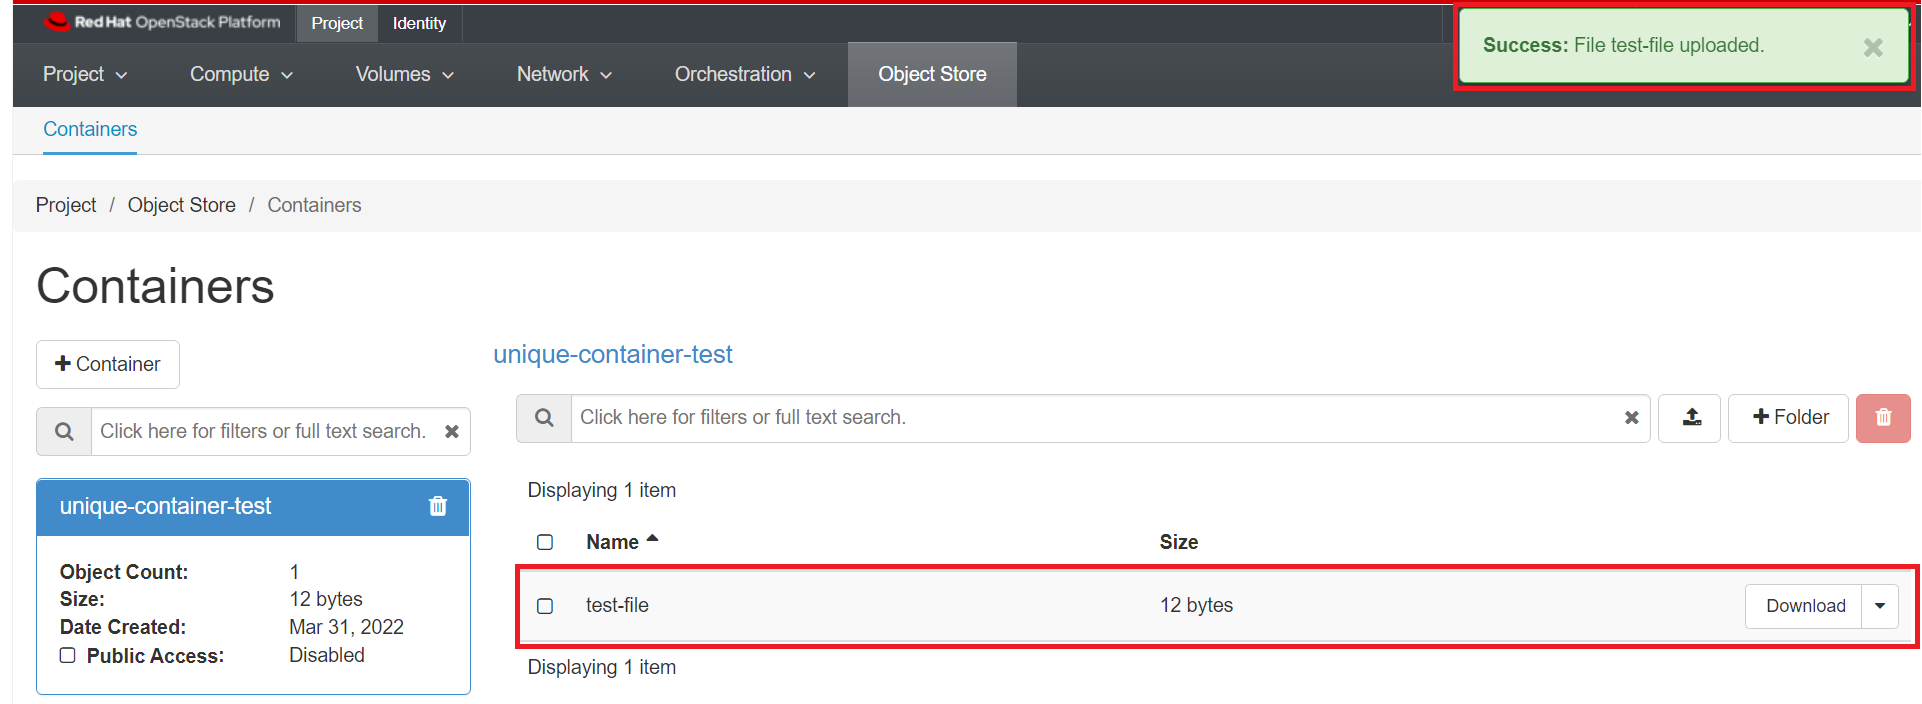 Red Hat OpenStack Platform Project Identity
Success: File test-file uploaded.
Project Compute Volumes Network Orchestration Object Store
Containers
Project / Object Store / Containers
Containers
+ Container
Click here for filters or full text search.
unique-container-test
Object Count: 1
Size: 12 bytes
Date Created: Mar 31, 2022
Public Access: Disabled
unique-container-test
Click here for filters or full text search.
+ Folder
Displaying 1 item
Name Size
test-file 12 bytes Download
Displaying 1 item